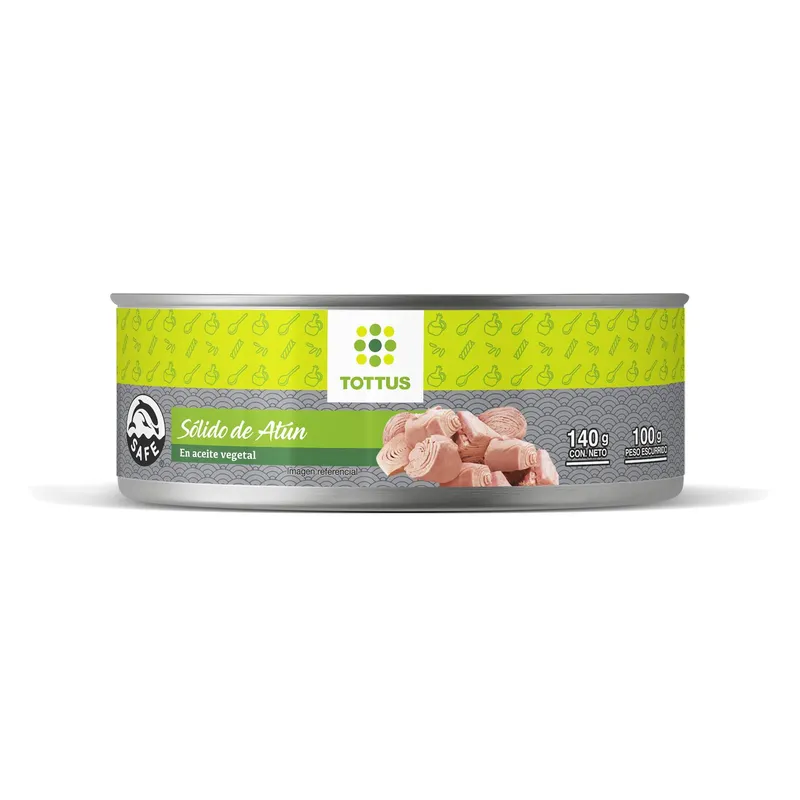 TOTTUS
SAFE
Sólido de Atún
En aceite vegetal
Imagen referencial
140 g
CON. NETO
100 g
PESO ESCURRIDO